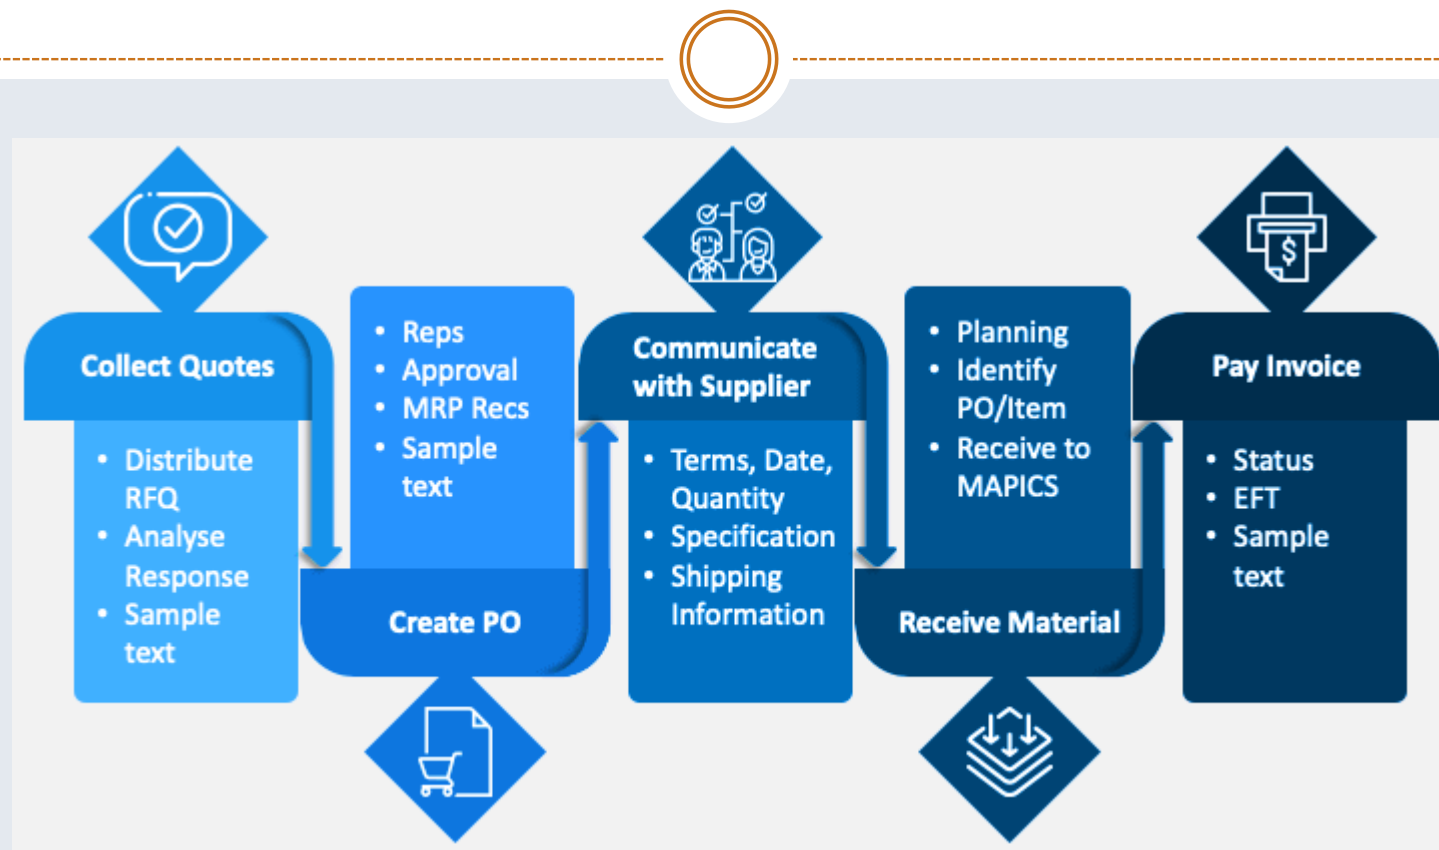 Collect Quotes
• Distribute
RFQ
• Analyse
Response
• Sample
text
• Reps
• Approval
• MRP Recs
• Sample
text
Create PO
Communicate
with Supplier
• Terms, Date,
Quantity
• Specification
• Shipping
Information
• Planning
• Identify
PO/Item
• Receive to
MAPICS
Receive Material
Pay Invoice
• Status
• EFT
• Sample
text
$